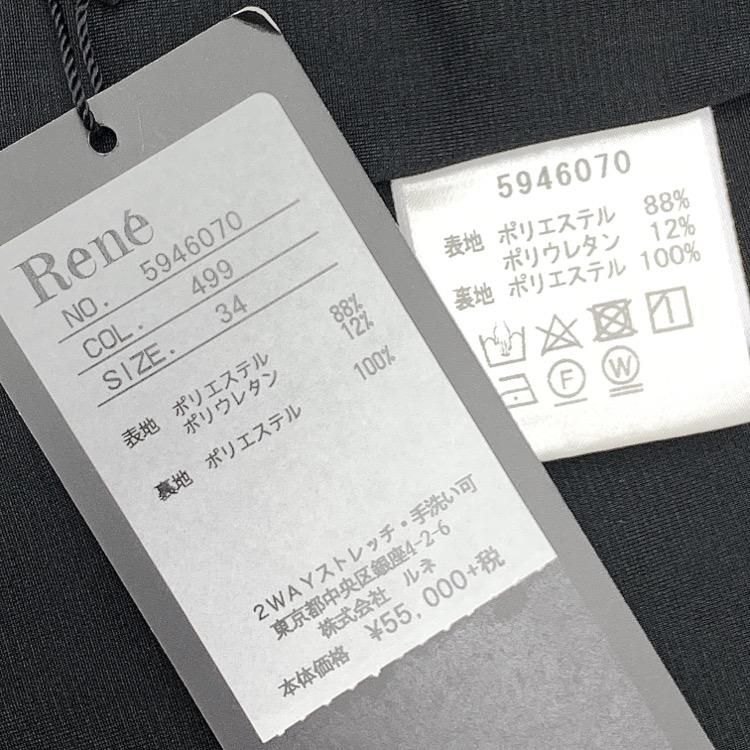 René
NO. 5946070
COL. 499
SIZE. 34
表地 ポリエステル 88%
ポリウレタン 12%
裏地 ポリエステル 100%
2WAYストレッチ・手洗い可
東京都中央区銀座4-2-6
株式会社 ルネ
本体価格 ¥55,000+税
5946070
表地 ポリエステル 88%
ポリウレタン 12%
裏地 ポリエステル 100%
F
W